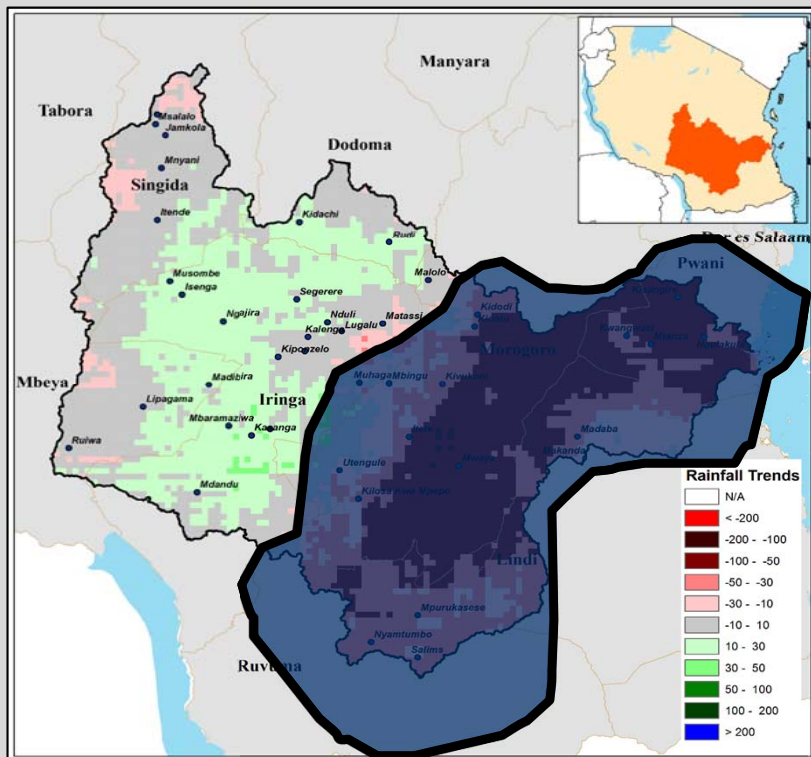 Manyara
Tabora
Msalalo
Jamkola
Dodoma
Mnyani
Singida
Itende
Kidachi
Rudi
Dar es Salaam
Pwani
Musombe
Isenga
Segerere
Malolo
Ngajira
Nduli
Kalenga
Lugalu
Matassi
Kidodi
Morogoro
Mbeya
Muhaga
Mbingu
Madibira
Iringa
Lipagama
Mbaramaziwa
Madaba
Makanda
Ruiwa
Utengule
Mdandu
Lindi
Mpurukasese
Nyamtumbo
Salims
Ruvuma
Rainfall Trends
N/A
< -200
-200 - -100
-100 - -50
-50 - -30
-30 - -10
-10 - 10
10 - 30
30 - 50
50 - 100
100 - 200
> 200